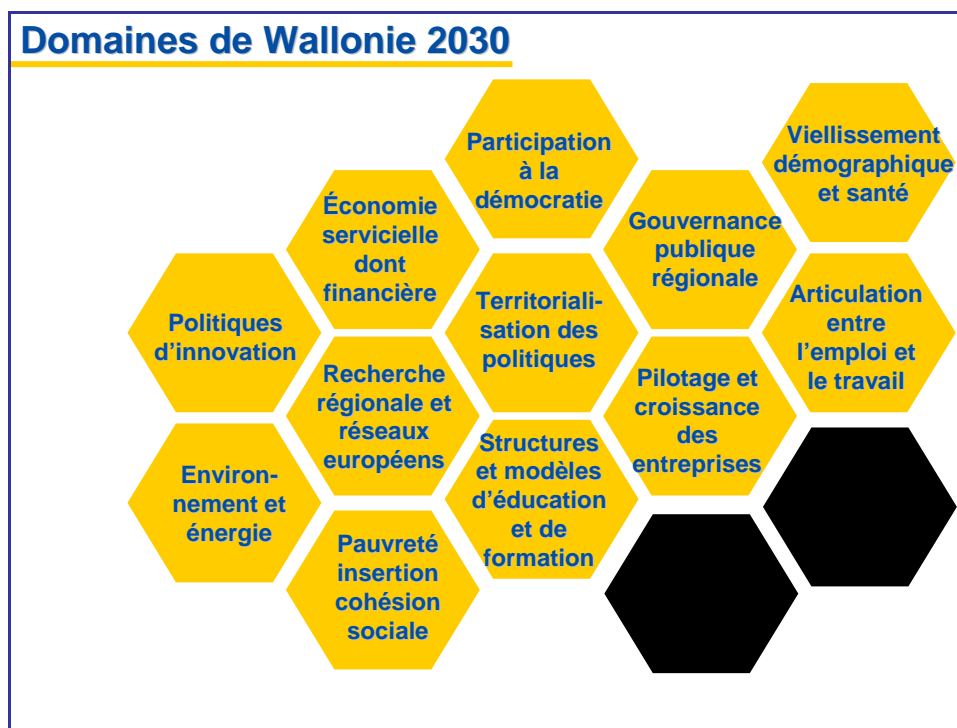 Domaines de Wallonie 2030
Participation
à la
démocratie
Viellissement
démographique
et santé
Économie
servicielle
dont
financière
Gouvernance
publique
régionale
Politiques
d’innovation
Territoriali-
sation des
politiques
Articulation
entre
l’emploi et
le travail
Recherche
régionale et
réseaux
européens
Pilotage et
croissance
des
entreprises
Environ-
nement et
énergie
Structures
et modèles
d’éducation
et de
formation
Pauvreté
insertion
cohésion
sociale